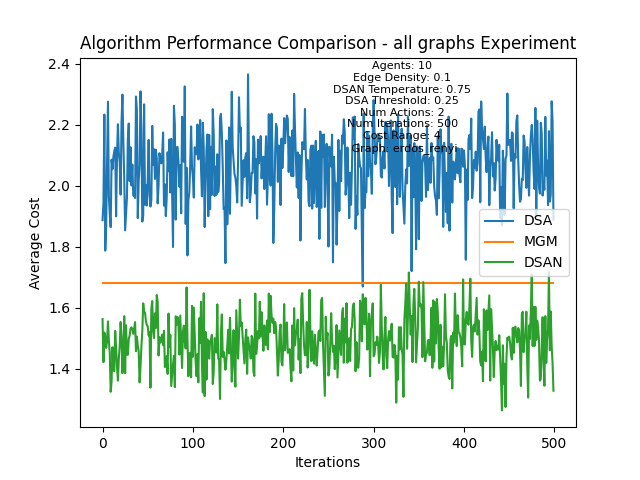 Algorithm Performance Comparison - all graphs Experiment
Agents: 10
Edge Density: 0.1
DSAN Temperature: 0.75
DSA Threshold: 0.25
Num Actions: 2
Num Iterations: 500
Cost Range: 4
Graph: erdos_renyi
2.4
2.2
2.0
1.8
1.6
1.4
Average Cost
DSA
MGM
DSAN
0
100
200
300
400
500
Iterations